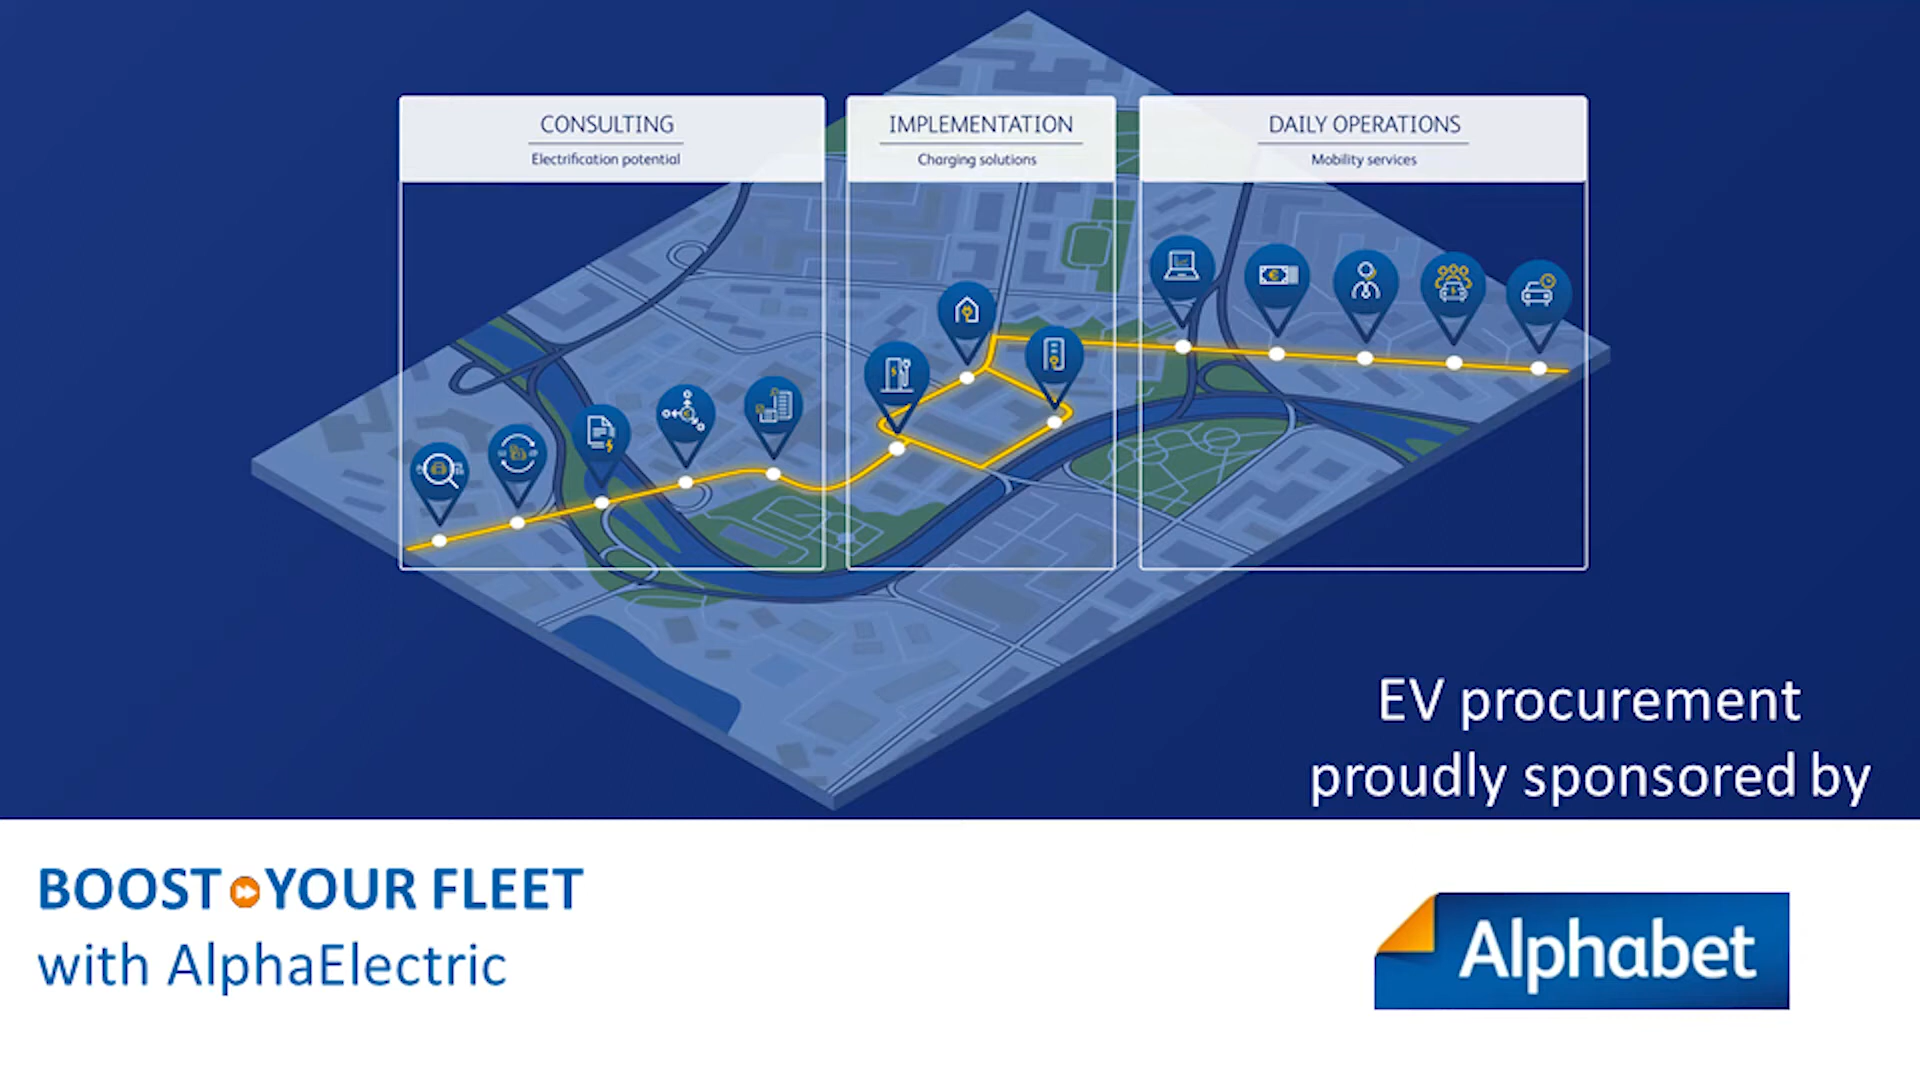 CONSULTING
Electrification potential
IMPLEMENTATION
Charging solutions
DAILY OPERATIONS
Mobility services
EV procurement
proudly sponsored by
BOOST YOUR FLEET
with AlphaElectric
Alphabet